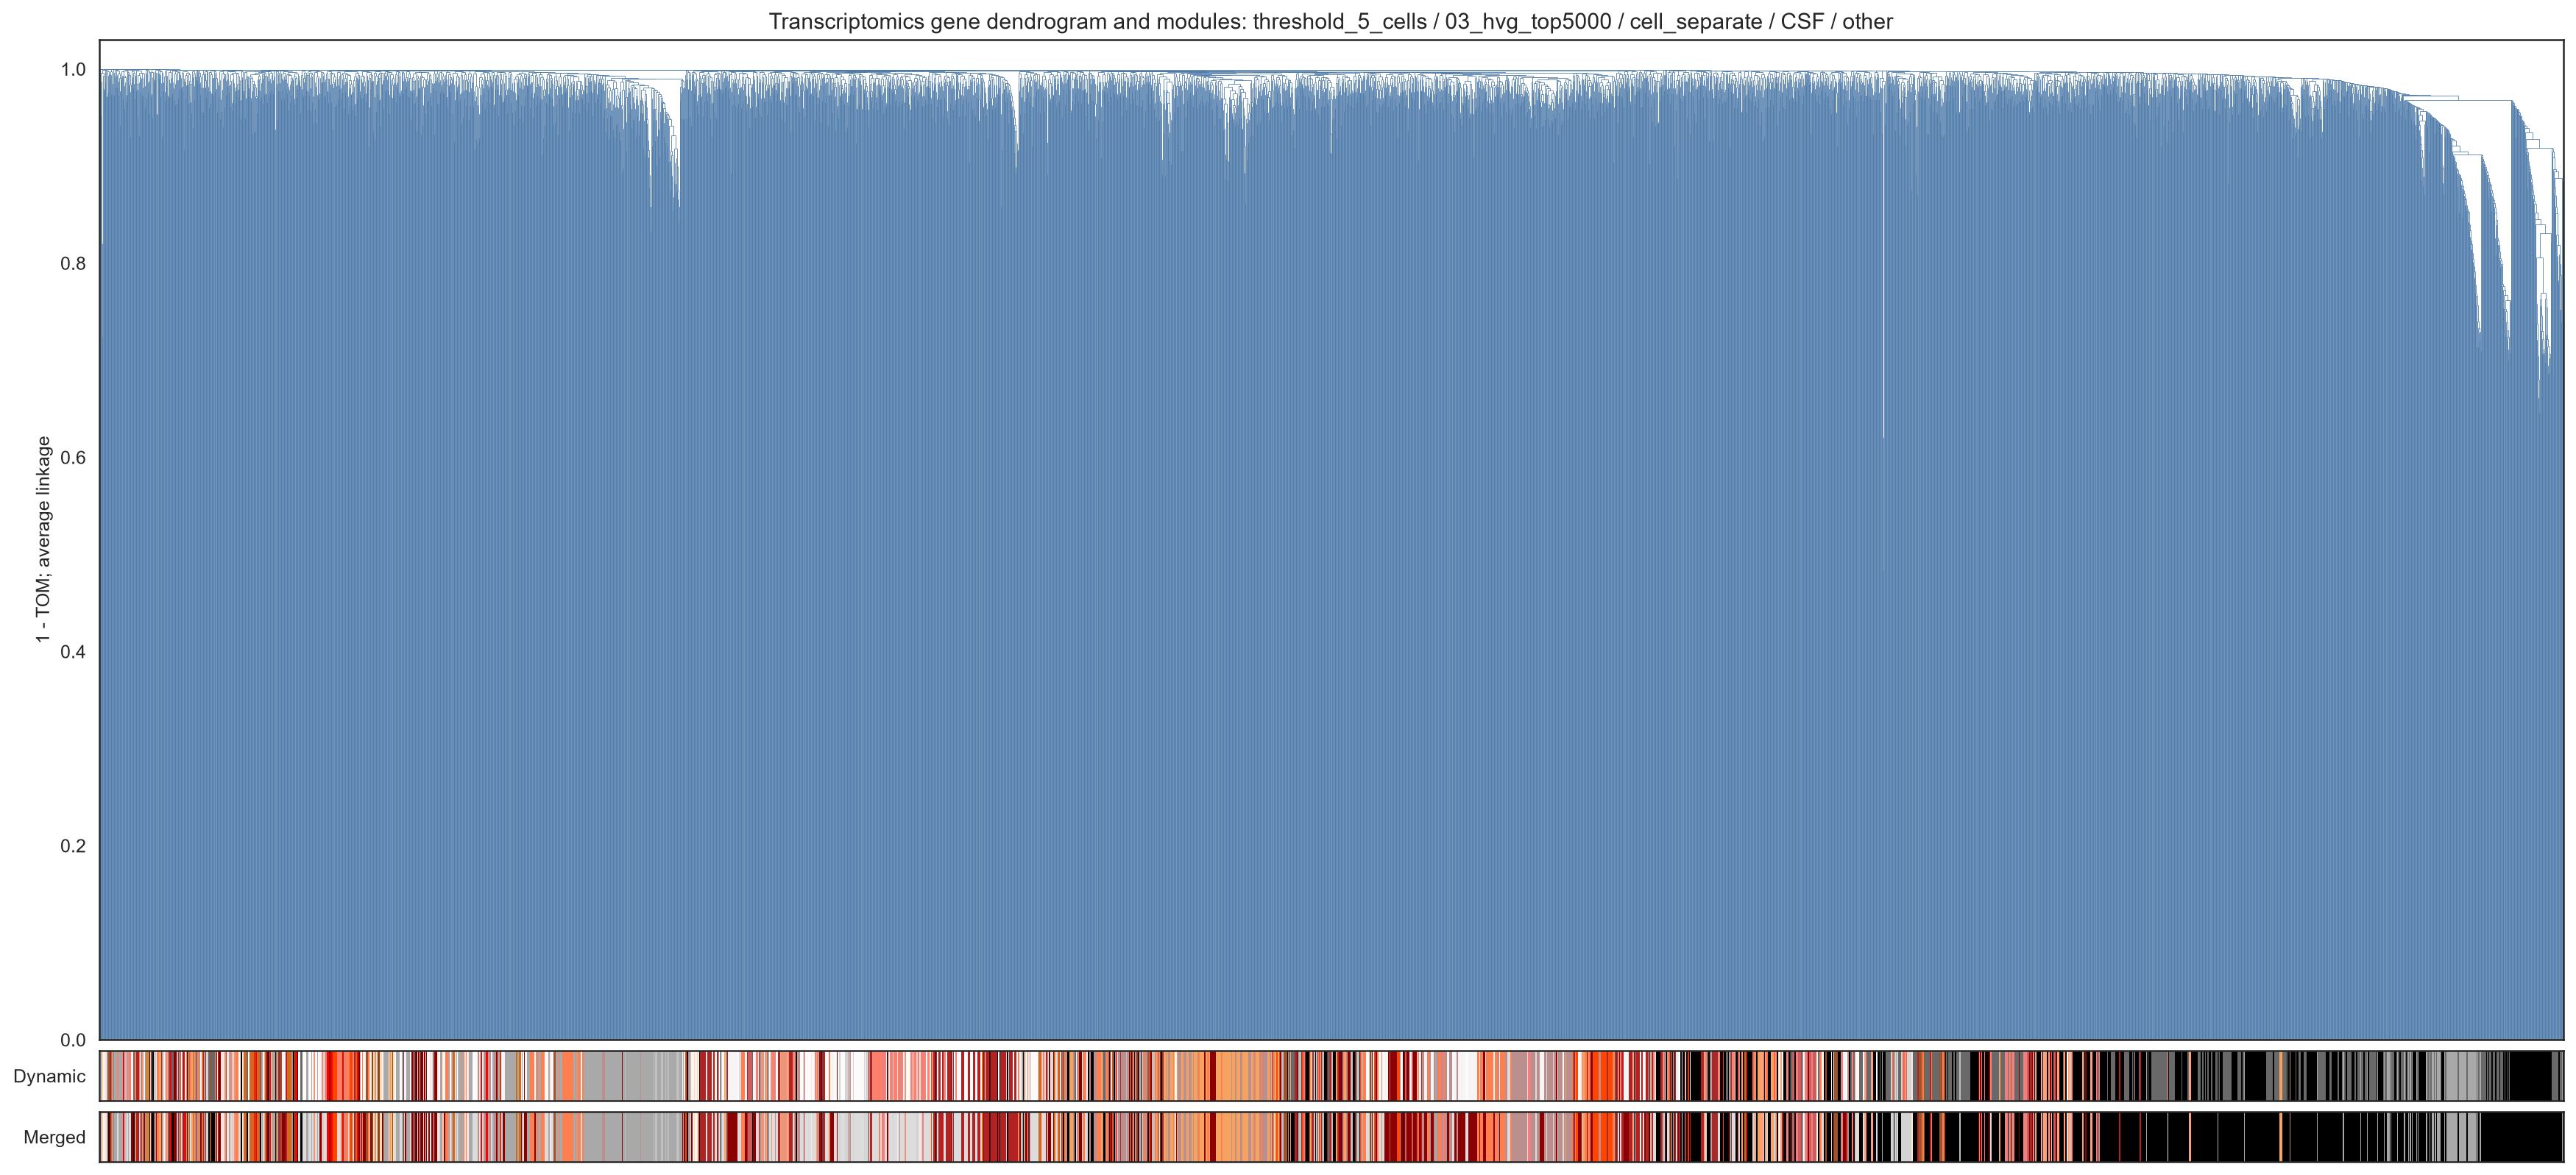 Transcriptomics gene dendrogram and modules: threshold_5_cells / 03_hvg_top5000 / cell_separate / CSF / other
1.0
0.8
0.6
0.4
0.2
0.0
1 - TOM; average linkage
Dynamic
Merged